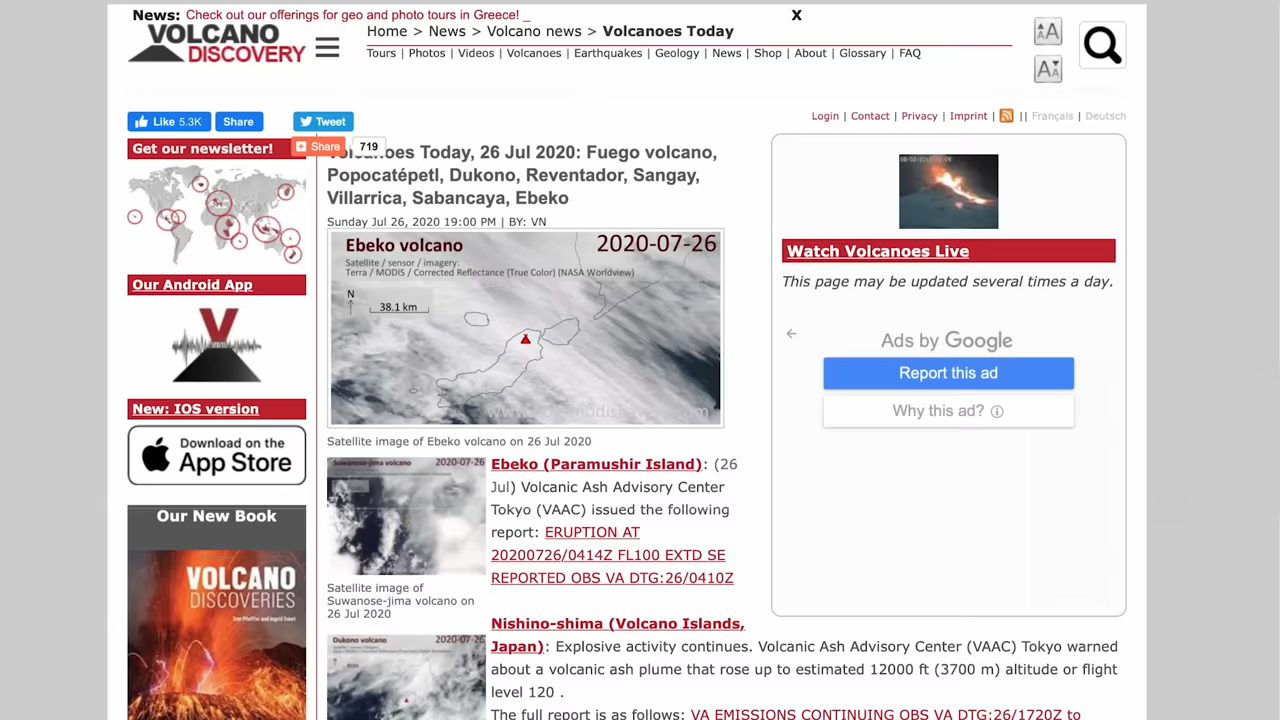 News: Check out our offerings for geo and photo tours in Greece! _
X
VOLCANO
DISCOVERY
Home > News > Volcano news > Volcanoes Today
Tours | Photos | Videos | Volcanoes | Earthquakes | Geology | News | Shop | About | Glossary | FAQ
AA
AA
Like 5.3K
Share
Tweet
Share
719
Login | Contact | Privacy | Imprint | || Français | Deutsch
Get our newsletter!
Our Android App
New: IOS version
Download on the
App Store
Our New Book
VOLCANO
DISCOVERIES
Volcanoes Today, 26 Jul 2020: Fuego volcano,
Popocatépetl, Dukono, Reventador, Sangay,
Villarrica, Sabancaya, Ebeko
Sunday Jul 26, 2020 19:00 PM | BY: VN
Ebeko volcano
2020-07-26
Satellite / sensor / imagery:
Terra / MODIS / Corrected Reflectance (True Color) (NASA Worldview)
N
38.1 km
Satellite image of Ebeko volcano on 26 Jul 2020
Suwanose-jima volcano 2020-07-26
Satellite image of
Suwanose-jima volcano on
26 Jul 2020
Dukono volcano 2020-07-26
Ebeko (Paramushir Island): (26
Jul) Volcanic Ash Advisory Center
Tokyo (VAAC) issued the following
report: ERUPTION AT
20200726/0414Z FL100 EXTD SE
REPORTED OBS VA DTG:26/0410Z
Nishino-shima (Volcano Islands,
Japan): Explosive activity continues. Volcanic Ash Advisory Center (VAAC) Tokyo warned
about a volcanic ash plume that rose up to estimated 12000 ft (3700 m) altitude or flight
level 120 .
The full report is as follows: VA EMISSIONS CONTINUING OBS VA DTG:26/1720Z to
Watch Volcanoes Live
This page may be updated several times a day.
Ads by Google
Report this ad
Why this ad?